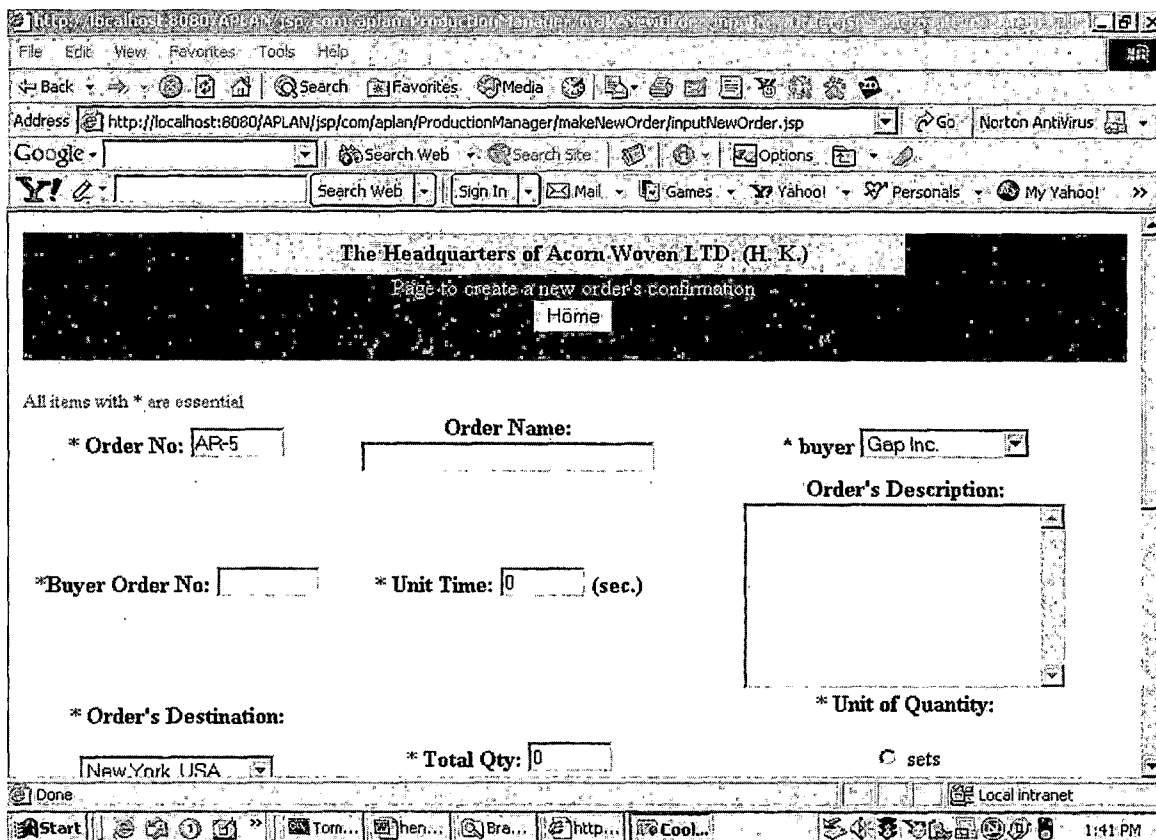 File Edit View Favorites Tools Help
Back Search Favorites Media
Address http://localhost:8080/APLAN/jsp/com/aplan/ProductionManager/makeNewOrder/inputNewOrder.jsp Go Norton AntiVirus
Google Search Web Search Site Options
Y! Search Web Sign In Mail Games Yahoo! Personals My Yahoo! »
The Headquarters of Acorn Woven LTD. (H. K.)
Page to create a new order's confirmation
Home
All items with * are essential
* Order No: AR-5 Order Name: * buyer Gap Inc.
Order's Description:
*Buyer Order No: * Unit Time: 0 (sec.)
* Order's Destination: * Unit of Quantity:
New York, USA * Total Qty: 0 sets
Done Local intranet
Start » Tom... hen... Bra... http... Cool... 1:41 PM